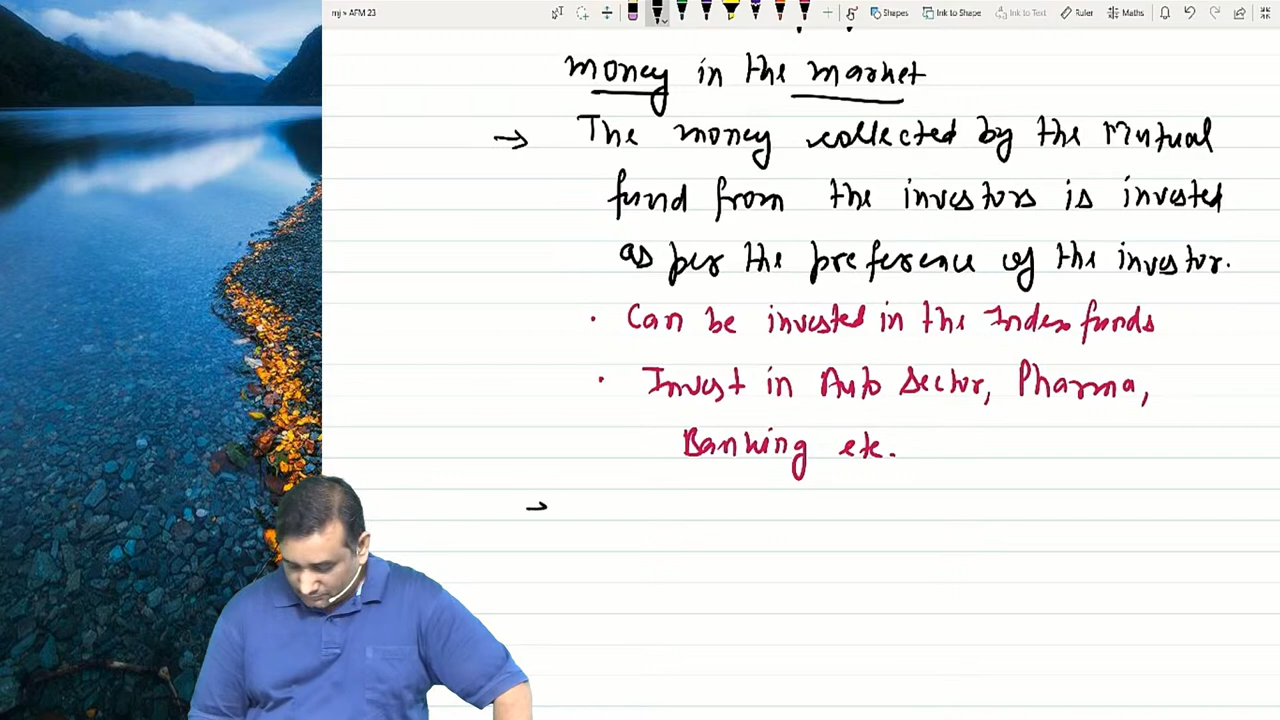 mj » AFM 23
Shapes
Ink to Shape
Ink to Text
Ruler
Maths
money in the market
→ The money collected by the Mutual
fund from the investors is invested
as per the preference of the investor.
• Can be invested in the Index funds
• Invest in Auto Sector, Pharma,
Banking etc.
→